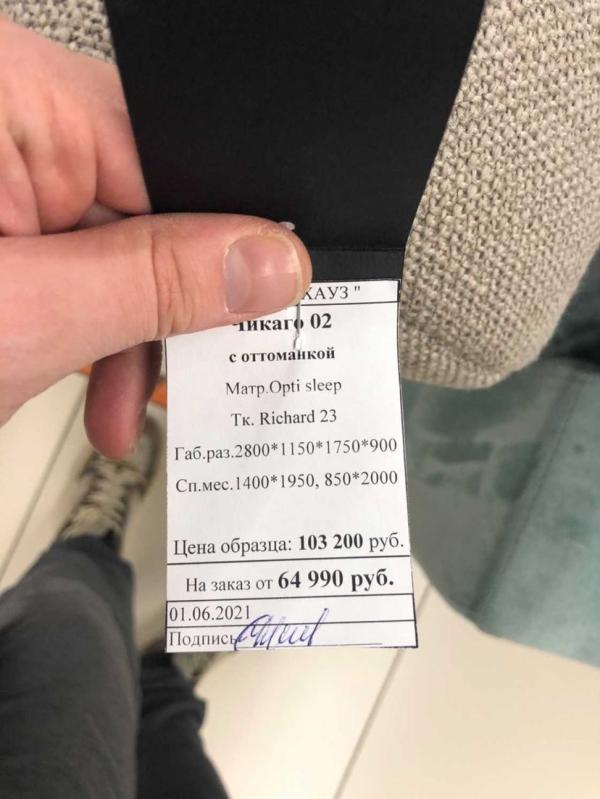 ХАУЗ "
Чикаго 02
с оттоманкой
Матр.Opti sleep
Тк. Richard 23
Габ.раз.2800*1150*1750*900
Сп.мес.1400*1950, 850*2000
Цена образца: 103 200 руб.
На заказ от 64 990 руб.
01.06.2021
Подпись